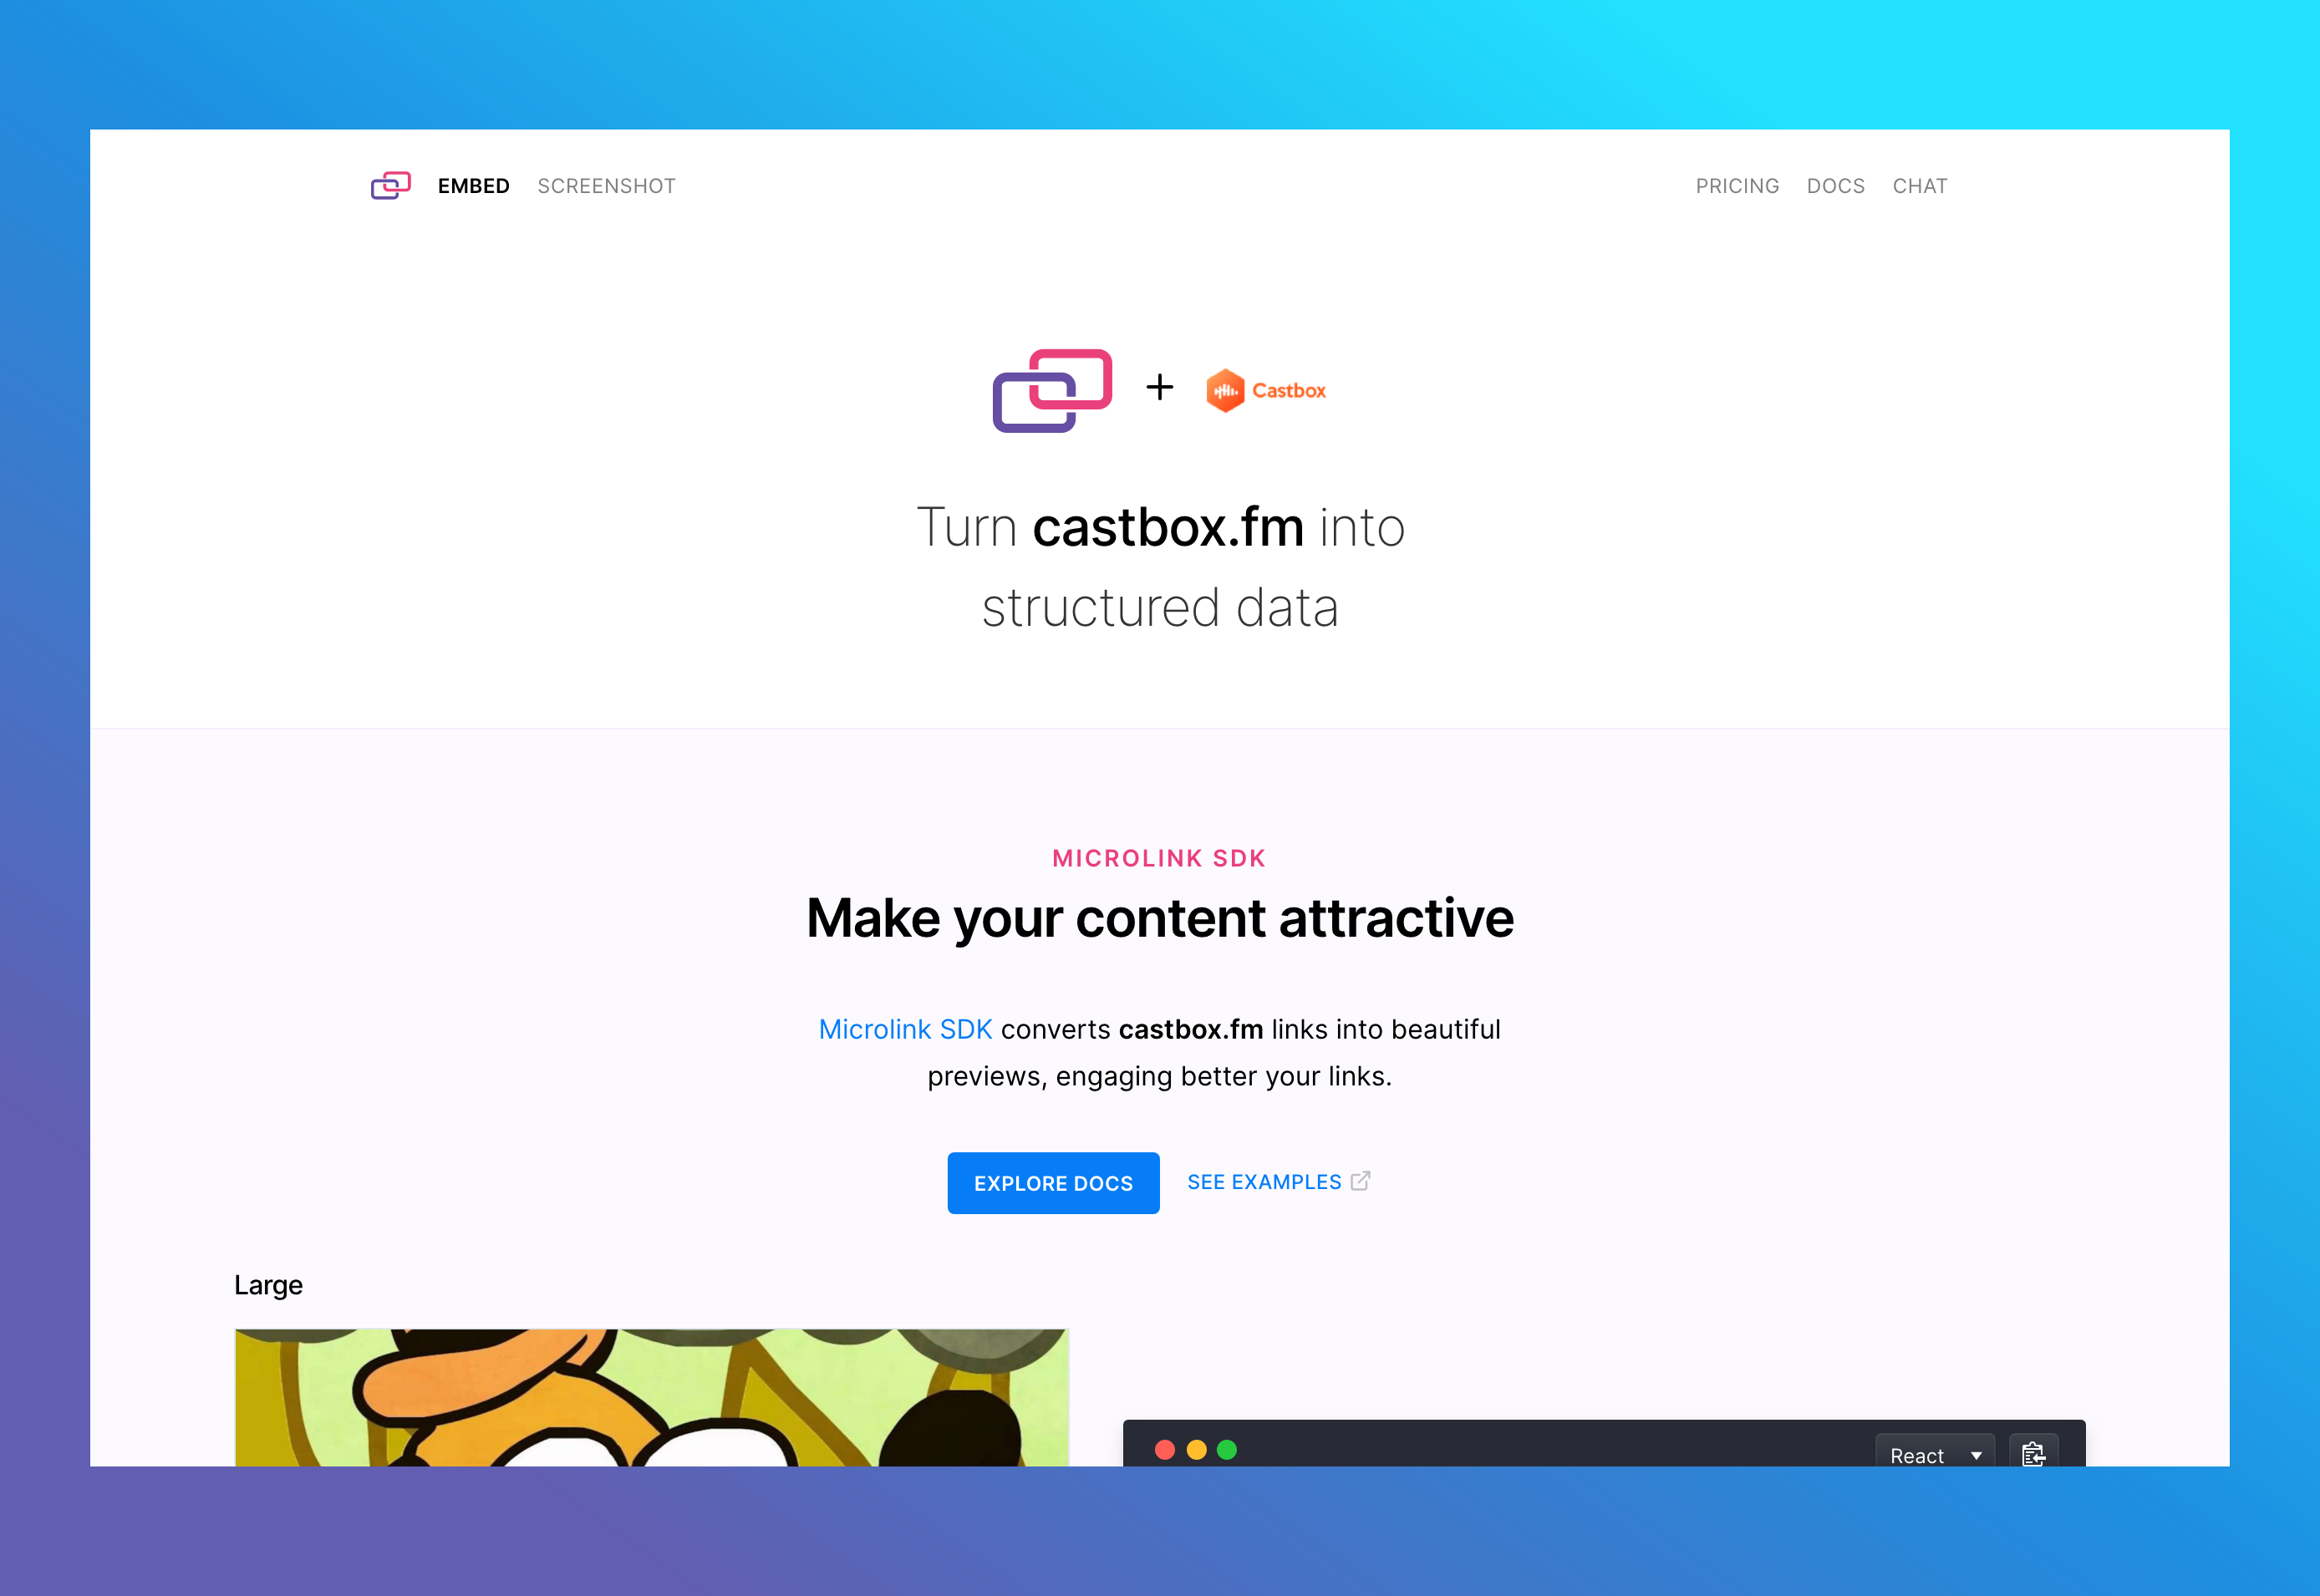 EMBED SCREENSHOT PRICING DOCS CHAT
+ Castbox
Turn castbox.fm into
structured data
MICROLINK SDK
Make your content attractive
Microlink SDK converts castbox.fm links into beautiful
previews, engaging better your links.
EXPLORE DOCS SEE EXAMPLES
Large
React